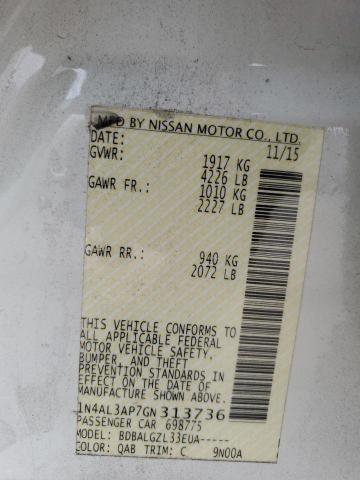 MFD BY NISSAN MOTOR CO., LTD.
DATE: 11/15
GVWR: 1917 KG
4226 LB
GAWR FR.: 1010 KG
2227 LB
GAWR RR.: 940 KG
2072 LB
THIS VEHICLE CONFORMS TO
ALL APPLICABLE FEDERAL
MOTOR VEHICLE SAFETY,
BUMPER, AND THEFT
PREVENTION STANDARDS IN
EFFECT ON THE DATE OF
MANUFACTURE SHOWN ABOVE.
1N4AL3AP7GN 313736
PASSENGER CAR 698775
MODEL: BDBALGZL33EUA-----
COLOR: QAB TRIM: C 9N00A